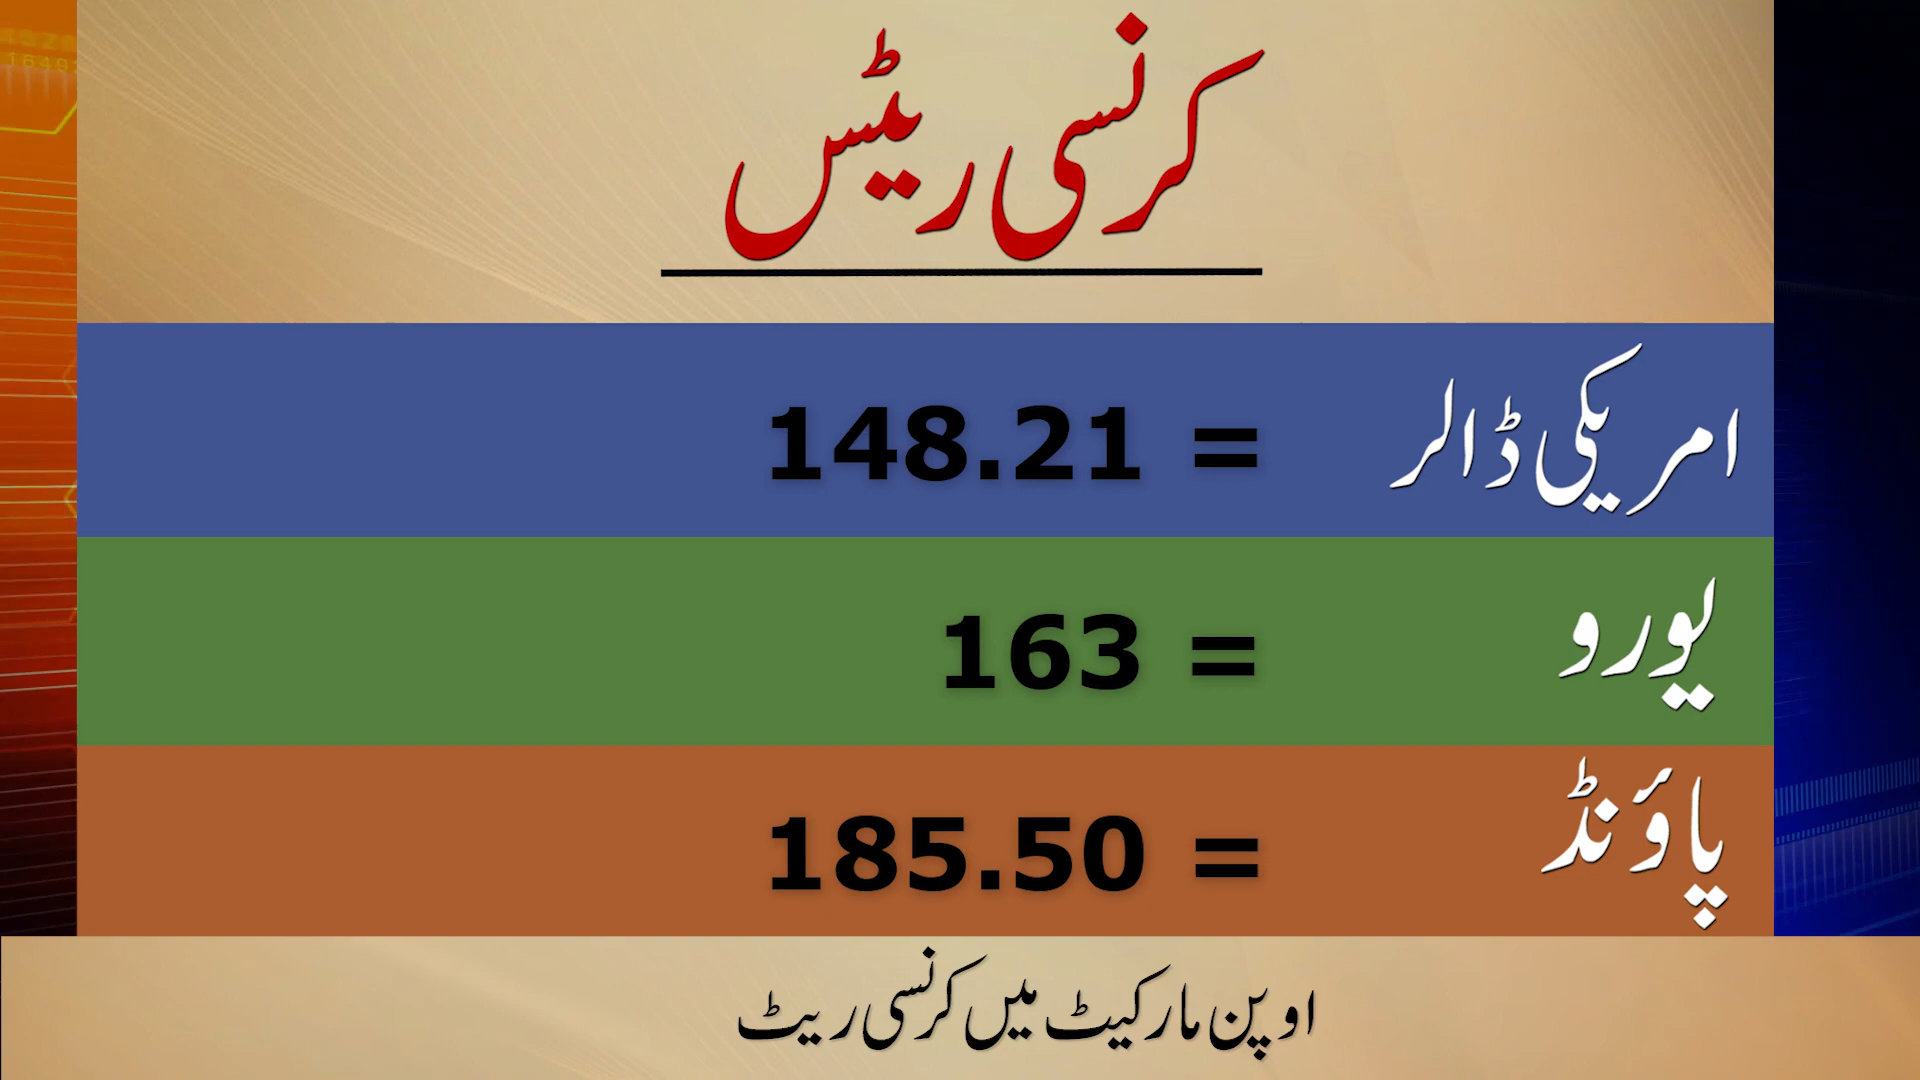 کرنسی ریٹس
امریکی ڈالر = 148.21
یورو = 163
پاؤنڈ = 185.50
اوپن مارکیٹ میں کرنسی ریٹ